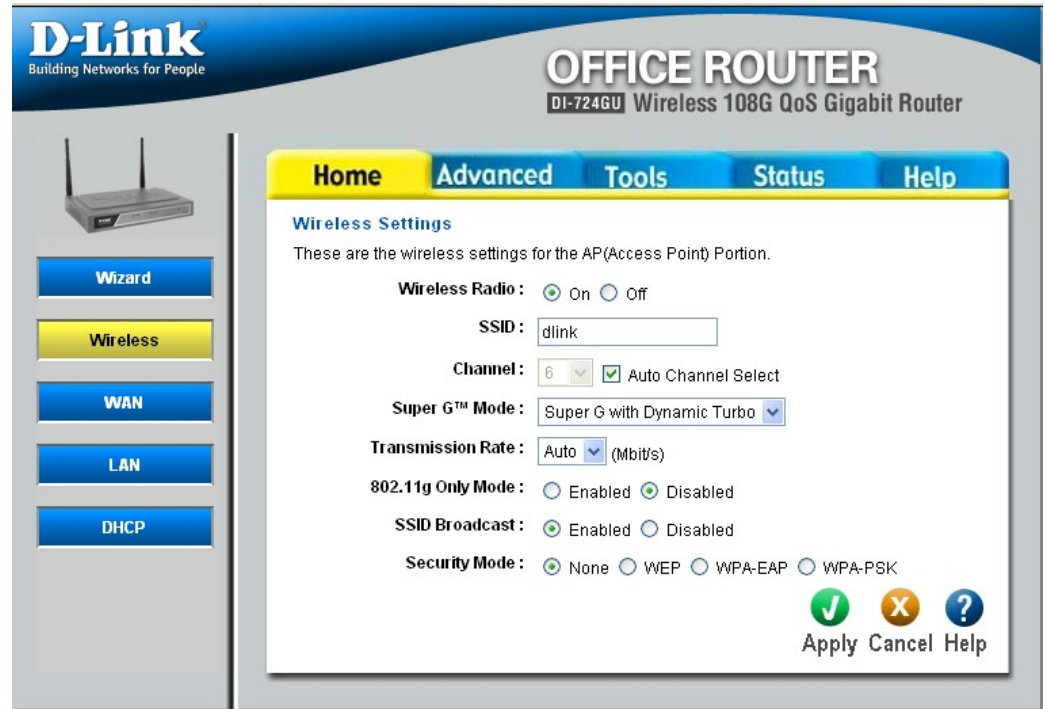 D-Link
Building Networks for People
OFFICE ROUTER
DI-724GU Wireless 108G QoS Gigabit Router
Home Advanced Tools Status Help
Wizard
Wireless
WAN
LAN
DHCP
Wireless Settings
These are the wireless settings for the AP(Access Point) Portion.
Wireless Radio : On Off
SSID : dlink
Channel : 6 Auto Channel Select
Super G™ Mode : Super G with Dynamic Turbo
Transmission Rate : Auto (Mbit/s)
802.11g Only Mode : Enabled Disabled
SSID Broadcast : Enabled Disabled
Security Mode : None WEP WPA-EAP WPA-PSK
Apply Cancel Help